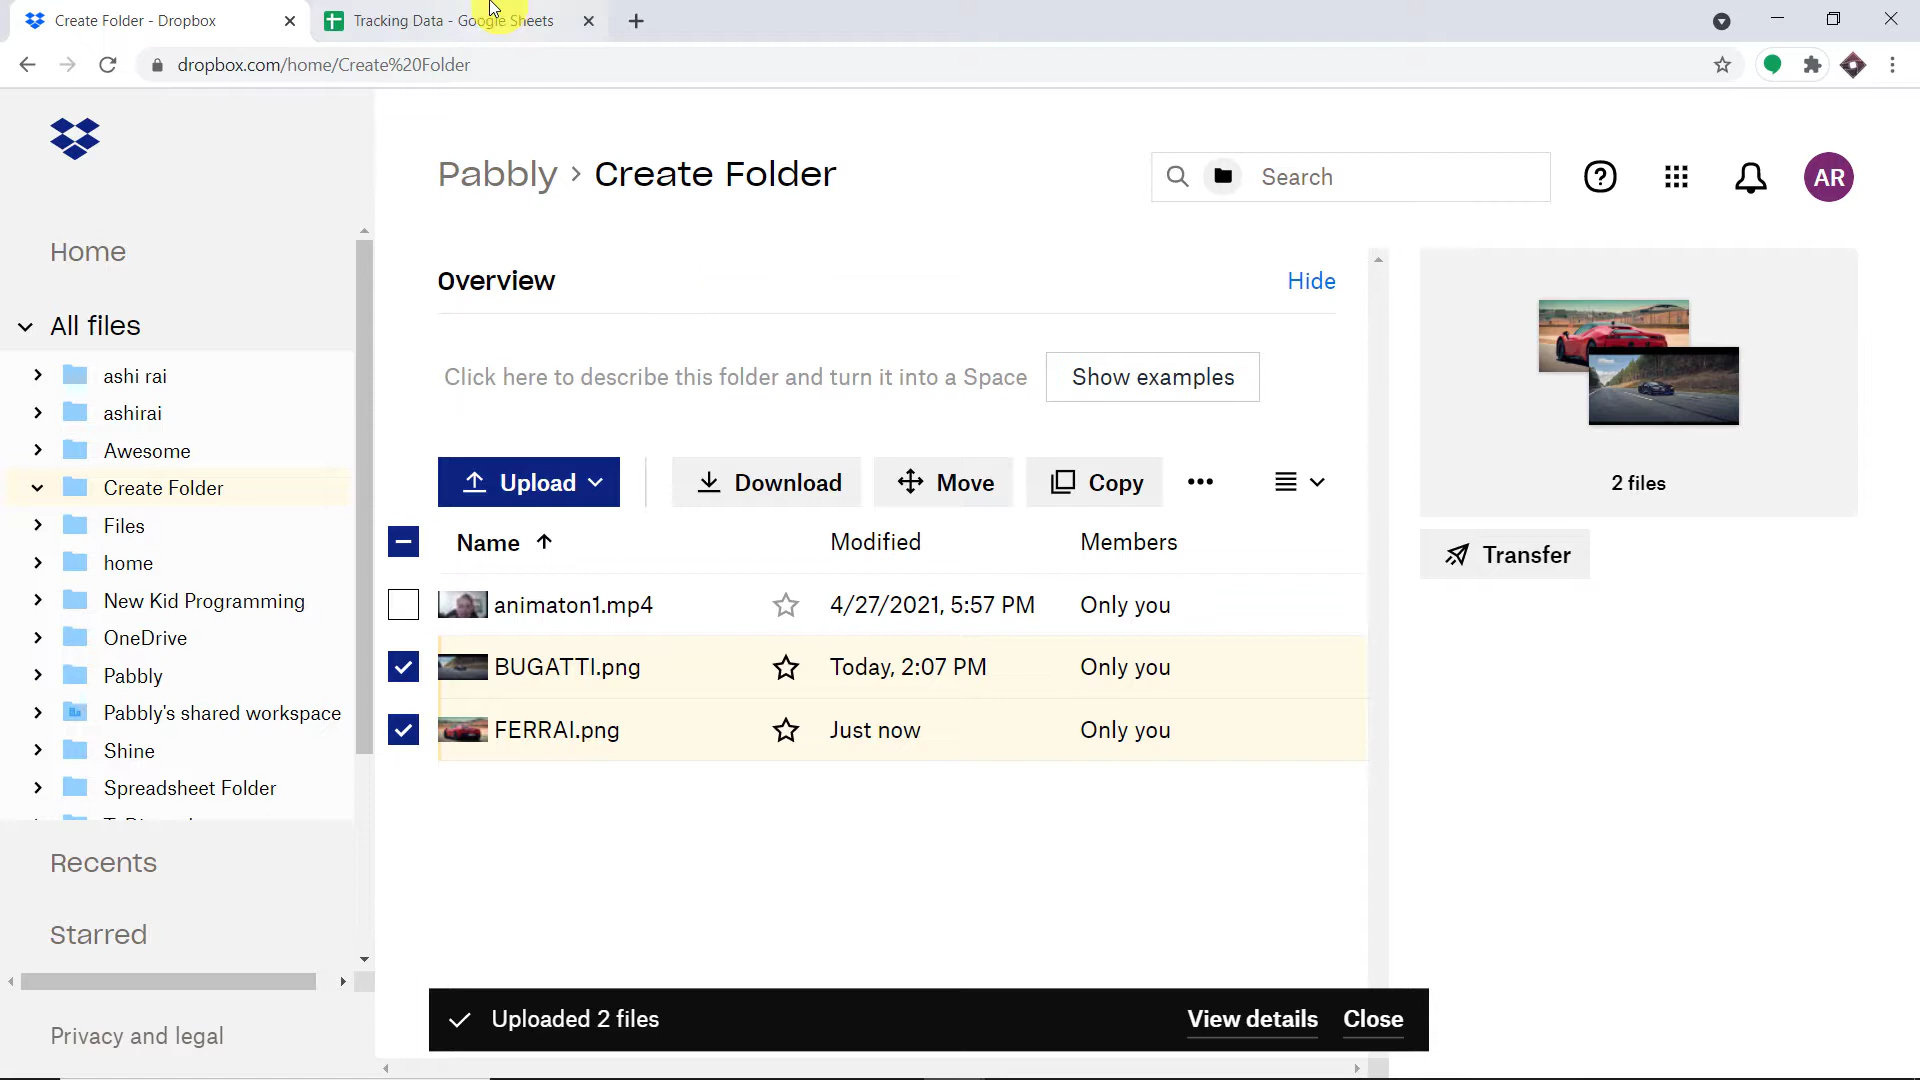 Create Folder - Dropbox
Tracking Data - Google Sheets
dropbox.com/home/Create%20Folder
Pabbly › Create Folder
Search
AR
Home
All files
ashi rai
ashirai
Awesome
Create Folder
Files
home
New Kid Programming
OneDrive
Pabbly
Pabbly's shared workspace
Shine
Spreadsheet Folder
Recents
Starred
Privacy and legal
Overview
Hide
Click here to describe this folder and turn it into a Space
Show examples
Upload
Download
Move
Copy
Name
Modified
Members
animaton1.mp4
4/27/2021, 5:57 PM
Only you
BUGATTI.png
Today, 2:07 PM
Only you
FERRAI.png
Just now
Only you
2 files
Transfer
Uploaded 2 files
View details
Close